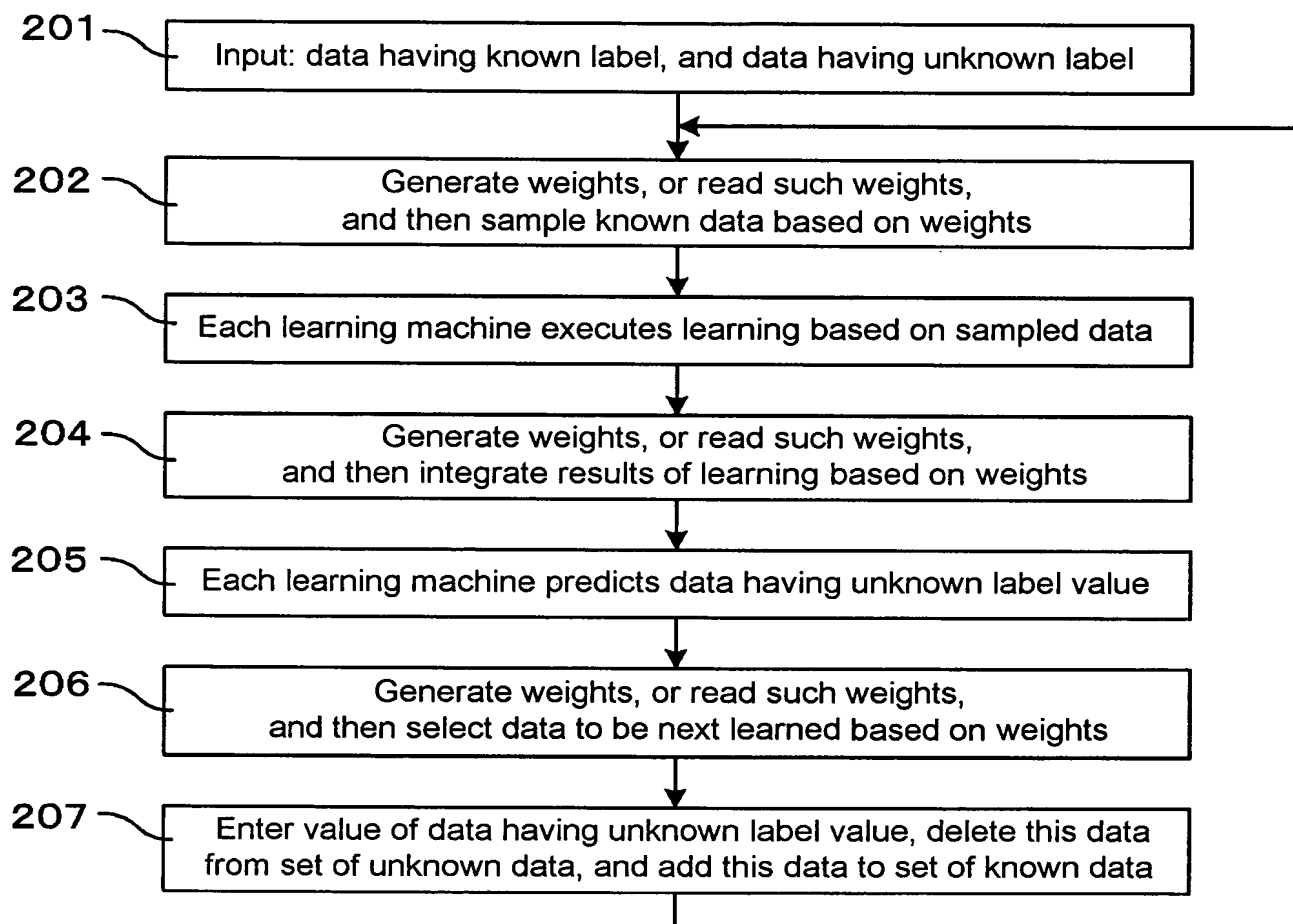 201
Input: data having known label, and data having unknown label
202
Generate weights, or read such weights,
and then sample known data based on weights
203
Each learning machine executes learning based on sampled data
204
Generate weights, or read such weights,
and then integrate results of learning based on weights
205
Each learning machine predicts data having unknown label value
206
Generate weights, or read such weights,
and then select data to be next learned based on weights
207
Enter value of data having unknown label value, delete this data
from set of unknown data, and add this data to set of known data